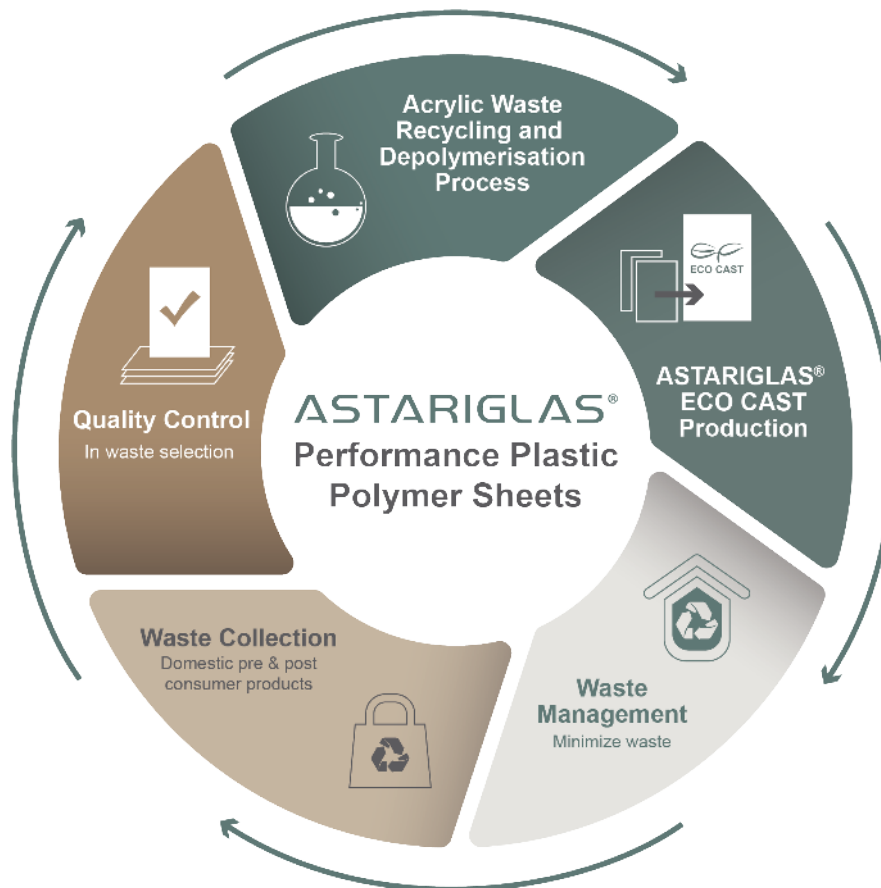 Acrylic Waste
Recycling and
Depolymerisation
Process
ECO CAST
ASTARIGLAS®
ECO CAST
Production
Waste
Management
Minimize waste
Waste Collection
Domestic pre & post
consumer products
Quality Control
In waste selection
ASTARIGLAS®
Performance Plastic
Polymer Sheets